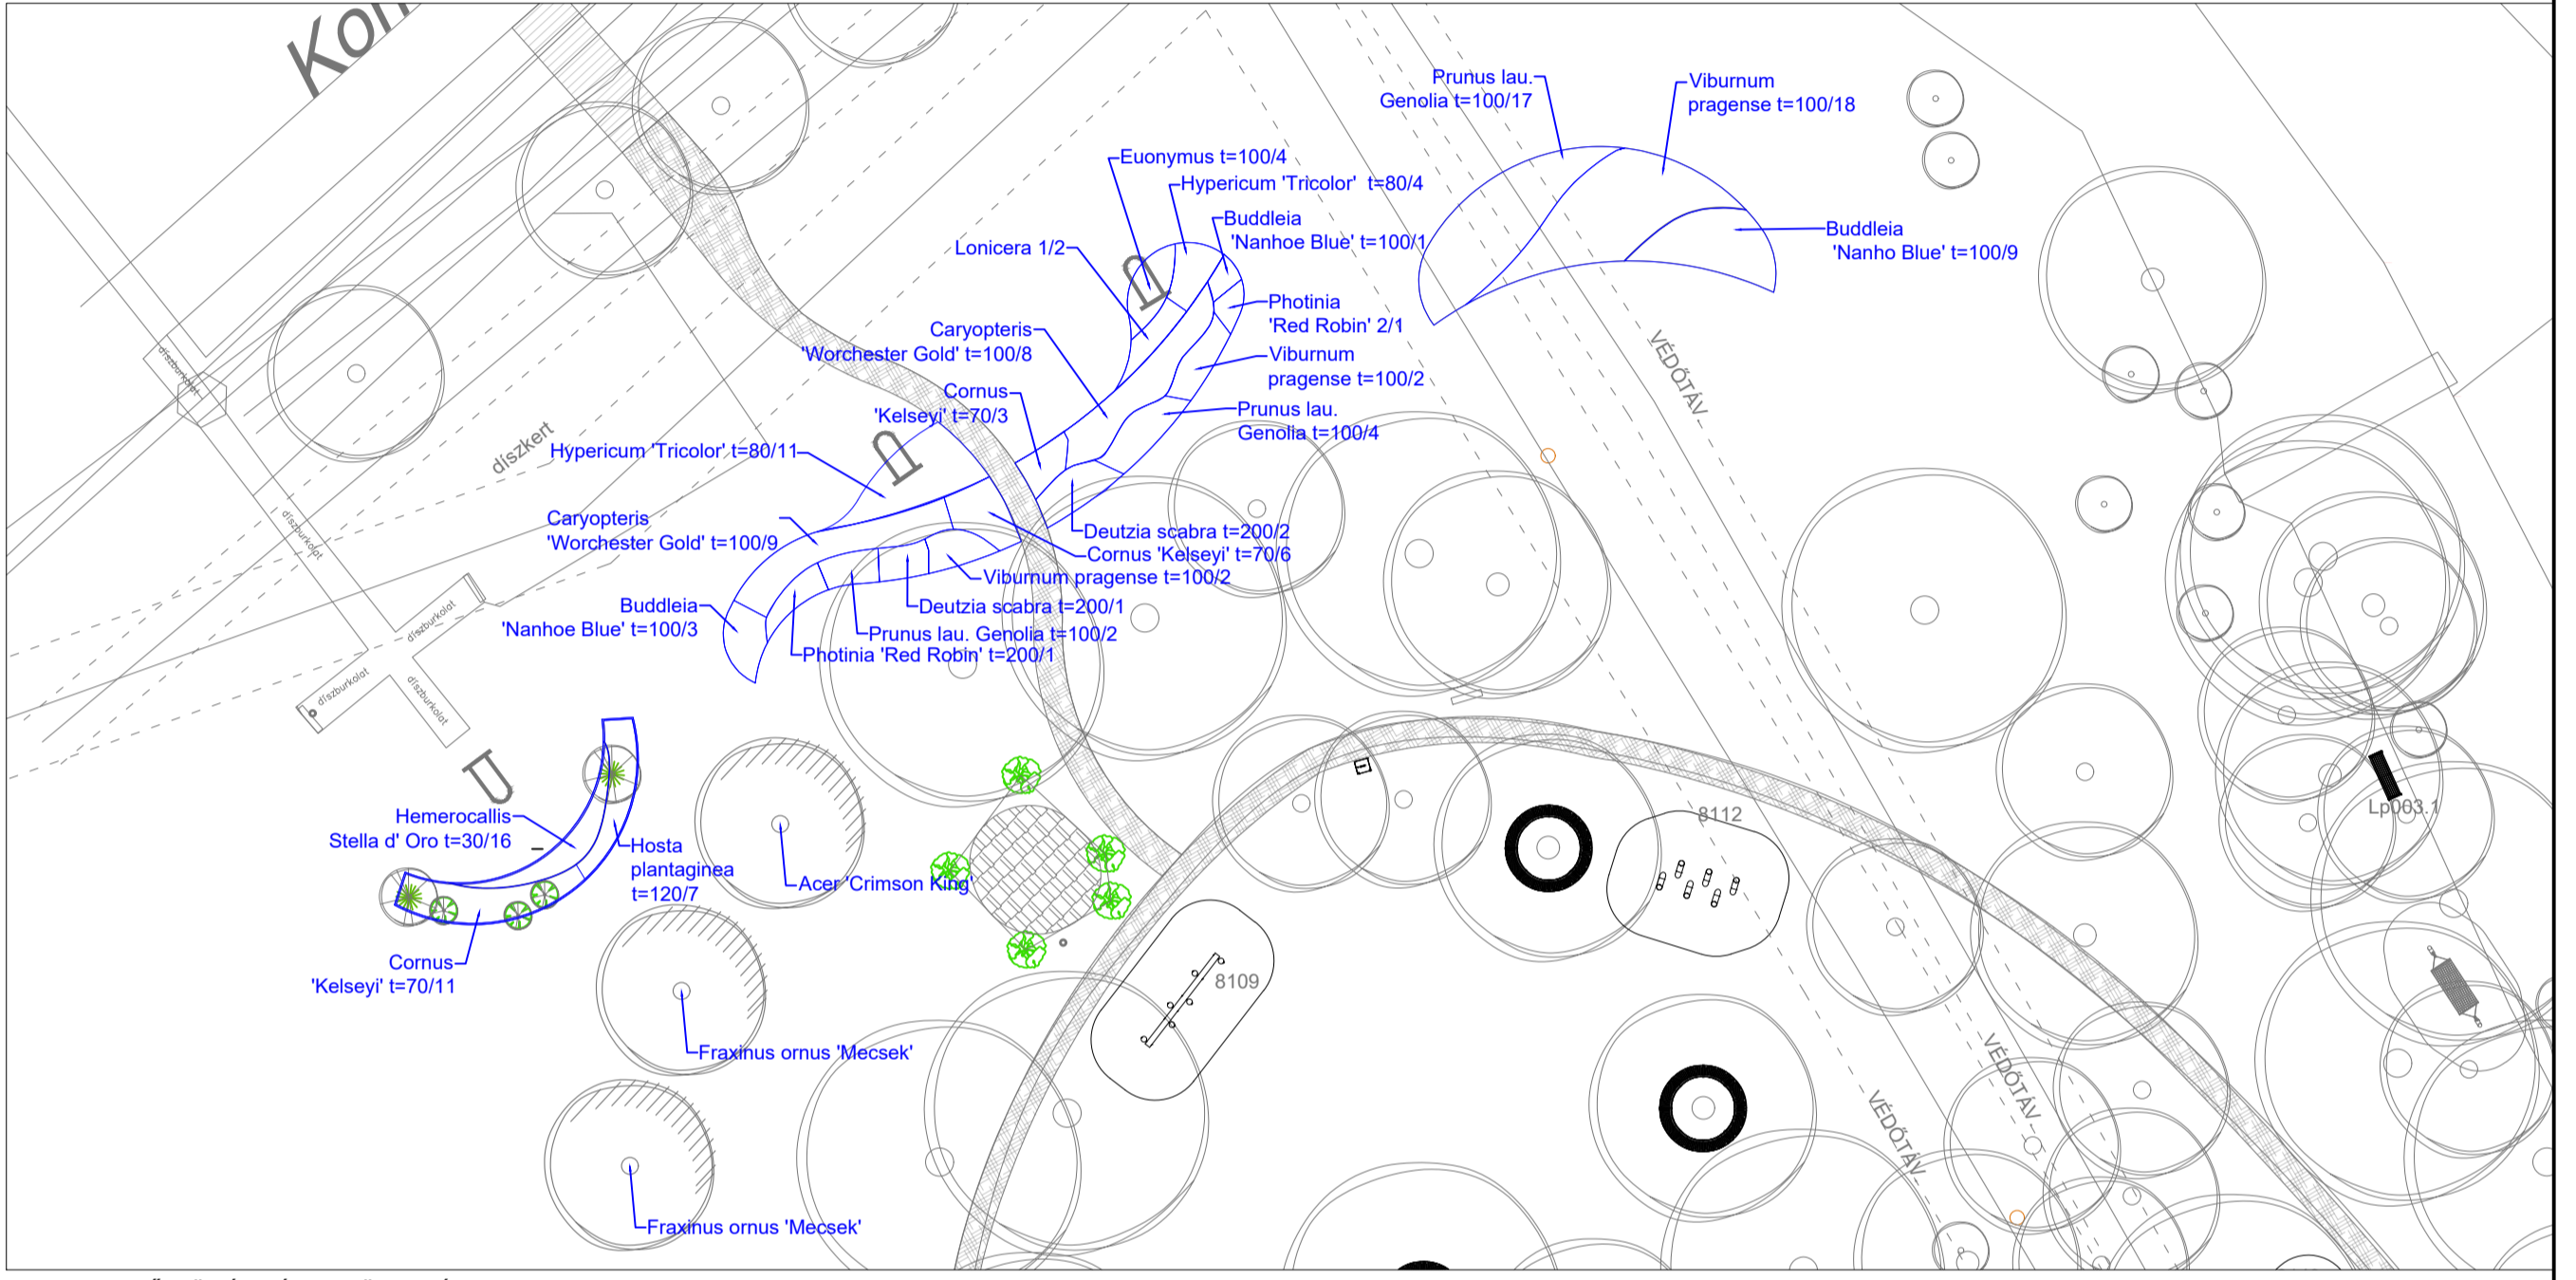 díszburkolat
díszkert
díszburkolat
díszburkolat
díszburkolat
díszburkolat
Prunus lau.
Genolia t=100/17
Viburnum
pragense t=100/18
Buddleia
'Nanho Blue' t=100/9
Euonymus t=100/4
Hypericum 'Tricolor' t=80/4
Buddleia
'Nanhoe Blue' t=100/1
Lonicera 1/2
Photinia
'Red Robin' 2/1
Caryopteris
'Worchester Gold' t=100/8
Viburnum
pragense t=100/2
Cornus
'Kelseyi' t=70/3
Prunus lau.
Genolia t=100/4
Hypericum 'Tricolor' t=80/11
Caryopteris
'Worchester Gold' t=100/9
Deutzia scabra t=200/2
Cornus 'Kelseyi' t=70/6
Viburnum pragense t=100/2
Buddleia
'Nanhoe Blue' t=100/3
Deutzia scabra t=200/1
Prunus lau. Genolia t=100/2
Photinia 'Red Robin' t=200/1
VÉDŐTÁV
Hemerocallis
Stella d' Oro t=30/16
Hosta
plantaginea
t=120/7
Acer 'Crimson King'
Cornus
'Kelseyi' t=70/11
8112
Lp003.1
8109
Fraxinus ornus 'Mecsek'
VÉDŐTÁV
VÉDŐTÁV
Fraxinus ornus 'Mecsek'